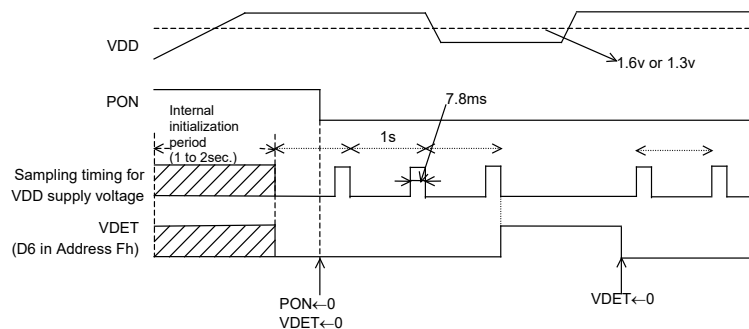 VDD
1.6v or 1.3v
PON
7.8ms
Internal
initialization
period
(1 to 2sec.)
1s
Sampling timing for
VDD supply voltage
VDET
(D6 in Address Fh)
PON←0
VDET←0
VDET←0